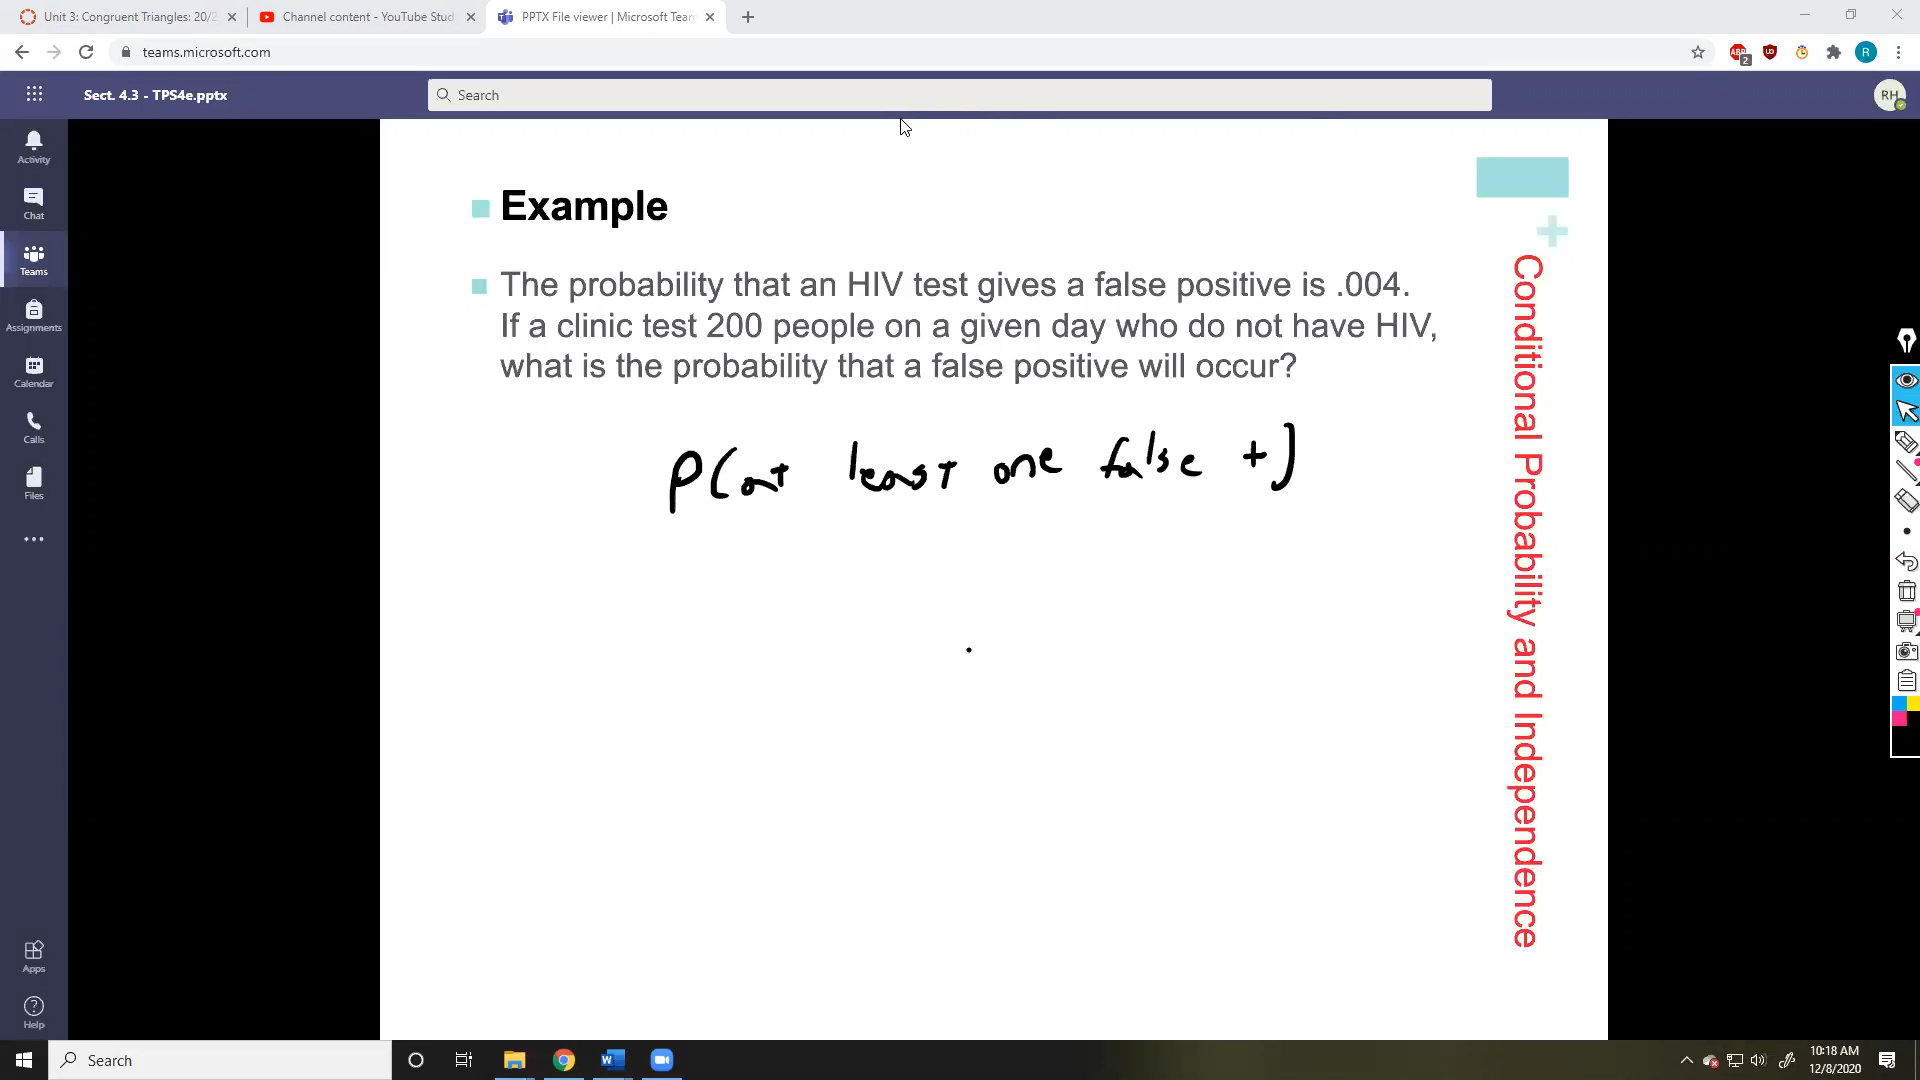 Unit 3: Congruent Triangles: 20/2
Channel content - YouTube Stud
PPTX File viewer | Microsoft Team
teams.microsoft.com
2
R
Sect. 4.3 - TPS4e.pptx
Search
RH
Activity
Chat
Teams
Assignments
Calendar
Calls
Files
Apps
Help
Example
The probability that an HIV test gives a false positive is .004.
If a clinic test 200 people on a given day who do not have HIV,
what is the probability that a false positive will occur?
P(at least one false +)
+
Conditional Probability and Independence
Search
10:18 AM
12/8/2020